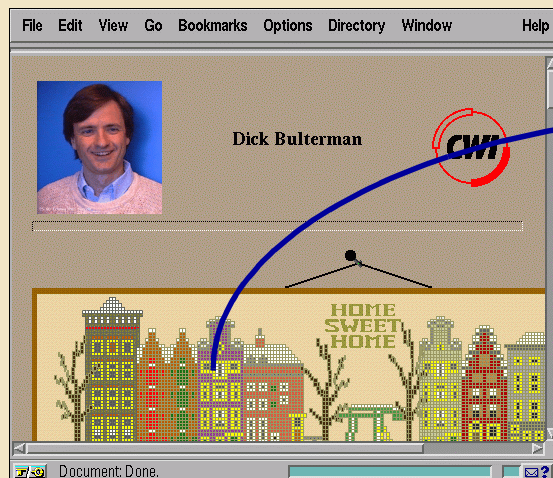 File Edit View Go Bookmarks Options Directory Window Help
Dick Bulterman
CWI
HOME
SWEET
HOME
Document: Done.
?